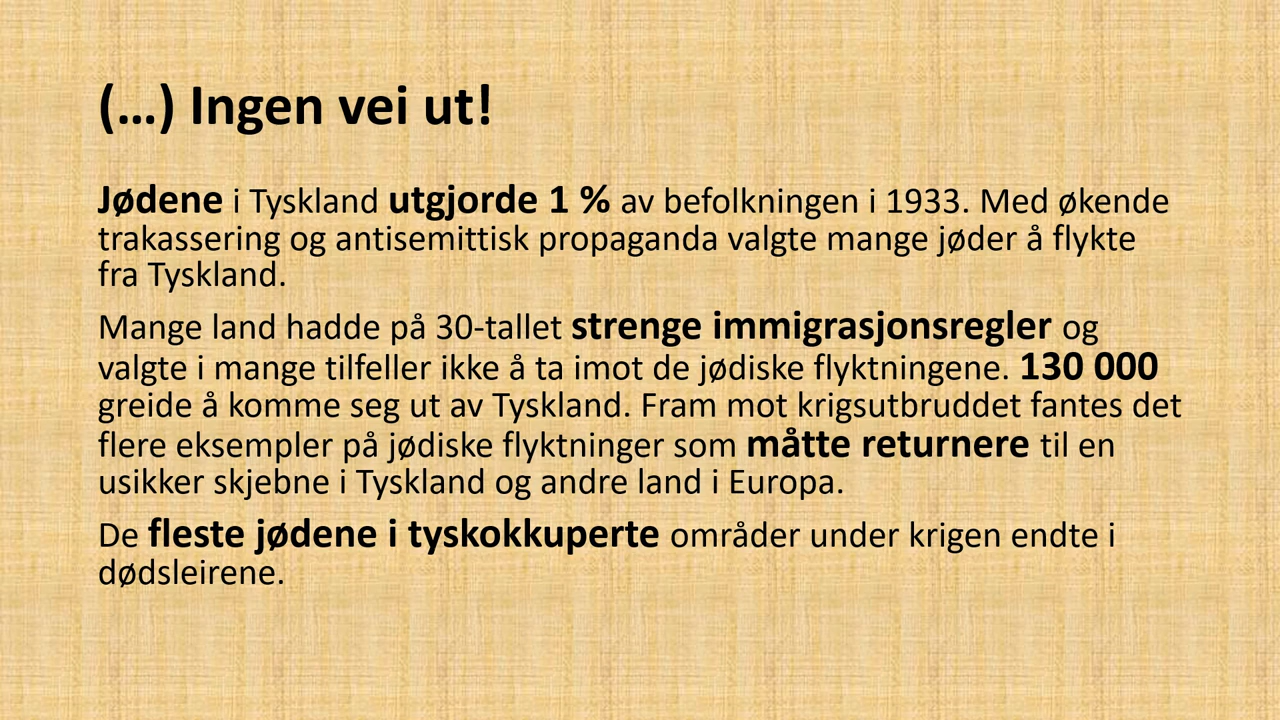 (…) Ingen vei ut!
Jødene i Tyskland utgjorde 1 % av befolkningen i 1933. Med økende
trakassering og antisemittisk propaganda valgte mange jøder å flykte
fra Tyskland.
Mange land hadde på 30-tallet strenge immigrasjonsregler og
valgte i mange tilfeller ikke å ta imot de jødiske flyktningene. 130 000
greide å komme seg ut av Tyskland. Fram mot krigsutbruddet fantes det
flere eksempler på jødiske flyktninger som måtte returnere til en
usikker skjebne i Tyskland og andre land i Europa.
De fleste jødene i tyskokkuperte områder under krigen endte i
dødsleirene.